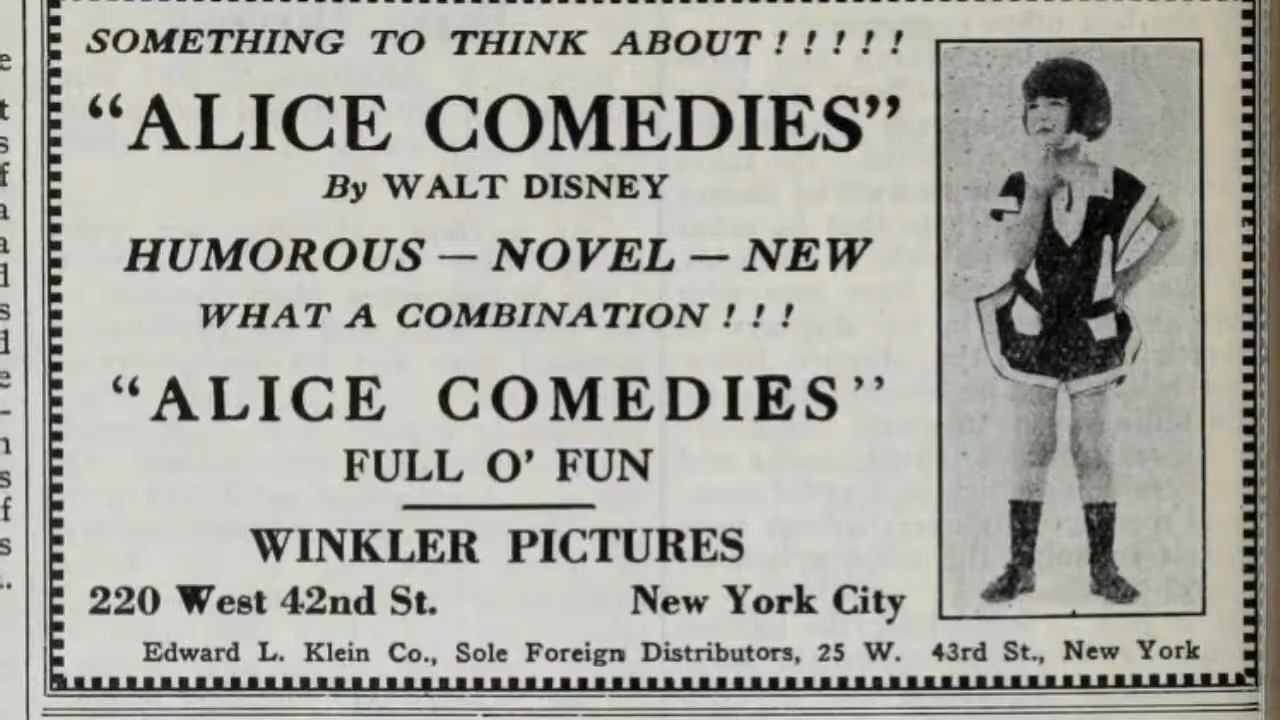 SOMETHING TO THINK ABOUT!!!!!
"ALICE COMEDIES"
By WALT DISNEY
HUMOROUS — NOVEL — NEW
WHAT A COMBINATION!!!
"ALICE COMEDIES"
FULL O' FUN
WINKLER PICTURES
220 West 42nd St. New York City
Edward L. Klein Co., Sole Foreign Distributors, 25 W. 43rd St., New York